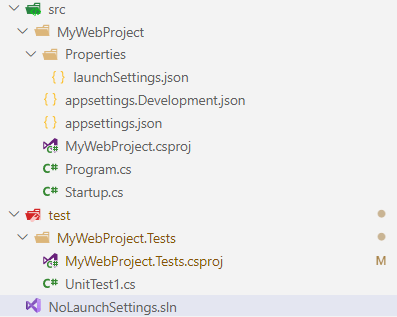 src
MyWebProject
Properties
{ } launchSettings.json
{ } appsettings.Development.json
{ } appsettings.json
MyWebProject.csproj
C# Program.cs
C# Startup.cs
test
MyWebProject.Tests
MyWebProject.Tests.csproj M
C# UnitTest1.cs
NoLaunchSettings.sln